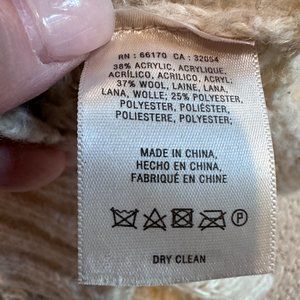 RN : 66170 CA : 32054
38% ACRYLIC, ACRYLIQUE,
ACRÍLICO, ACRILICO, ACRYL;
37% WOOL, LAINE, LANA,
LANA, WOLLE; 25% POLYESTER,
POLYESTER, POLIÉSTER,
POLIESTERE, POLYESTER;
MADE IN CHINA,
HECHO EN CHINA,
FABRIQUÉ EN CHINE
P
DRY CLEAN